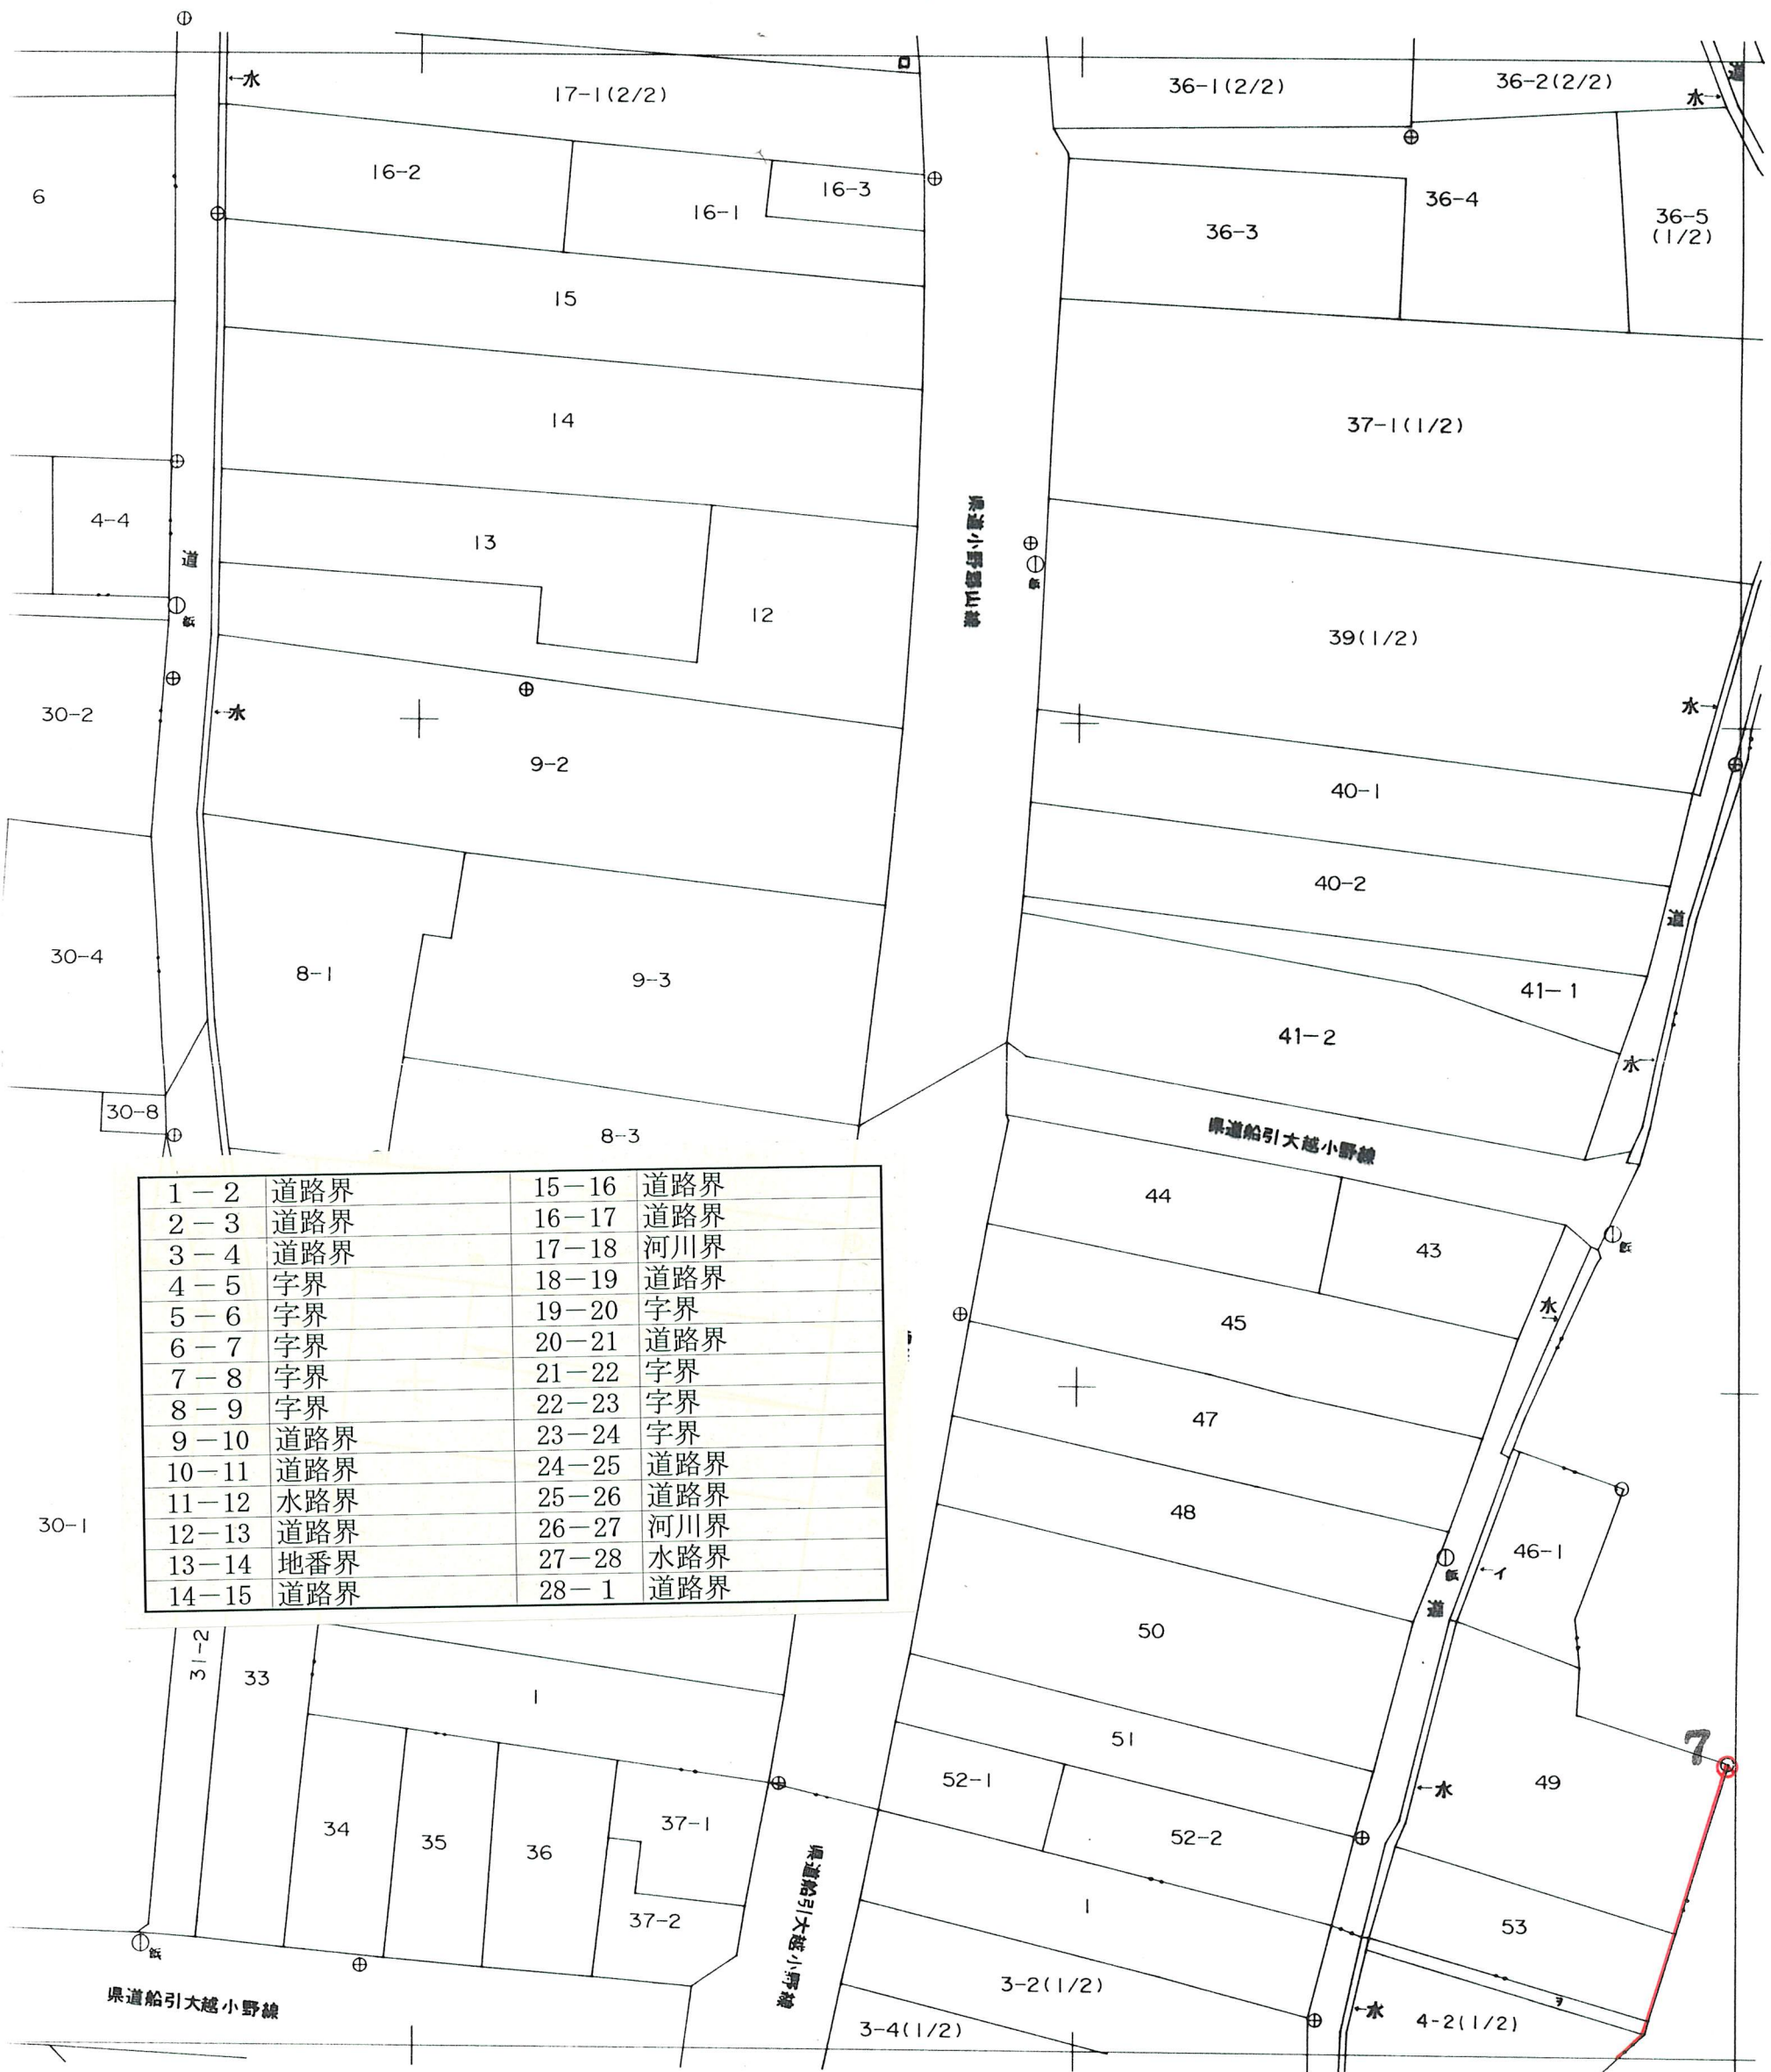 水
17-1(2/2)
36-1(2/2)
36-2(2/2)
水
16-2
16-3
16-1
6
36-4
36-3
36-5
(1/2)
15
14
37-1(1/2)
4-4
13
道
県道小野郡山線
12
39(1/2)
30-2
水
水
9-2
40-1
40-2
道
30-4
8-1
9-3
41-1
41-2
水
30-8
8-3
県道船引大越小野線
1－2 道路界 15－16 道路界
2－3 道路界 16－17 道路界
3－4 道路界 17－18 河川界
4－5 字界 18－19 道路界
5－6 字界 19－20 字界
6－7 字界 20－21 道路界
7－8 字界 21－22 字界
8－9 字界 22－23 字界
9－10 道路界 23－24 字界
10－11 道路界 24－25 道路界
11－12 水路界 25－26 道路界
12－13 道路界 26－27 河川界
13－14 地番界 27－28 水路界
14－15 道路界 28－1 道路界
44
43
水
45
47
48
30-1
46-1
イ
50
31-2
33
1
51
7
49
52-1
水
52-2
34
35
36
37-1
県道船引大越小野線
1
37-2
53
3-2(1/2)
ヲ
県道船引大越小野線
水
4-2(1/2)
3-4(1/2)